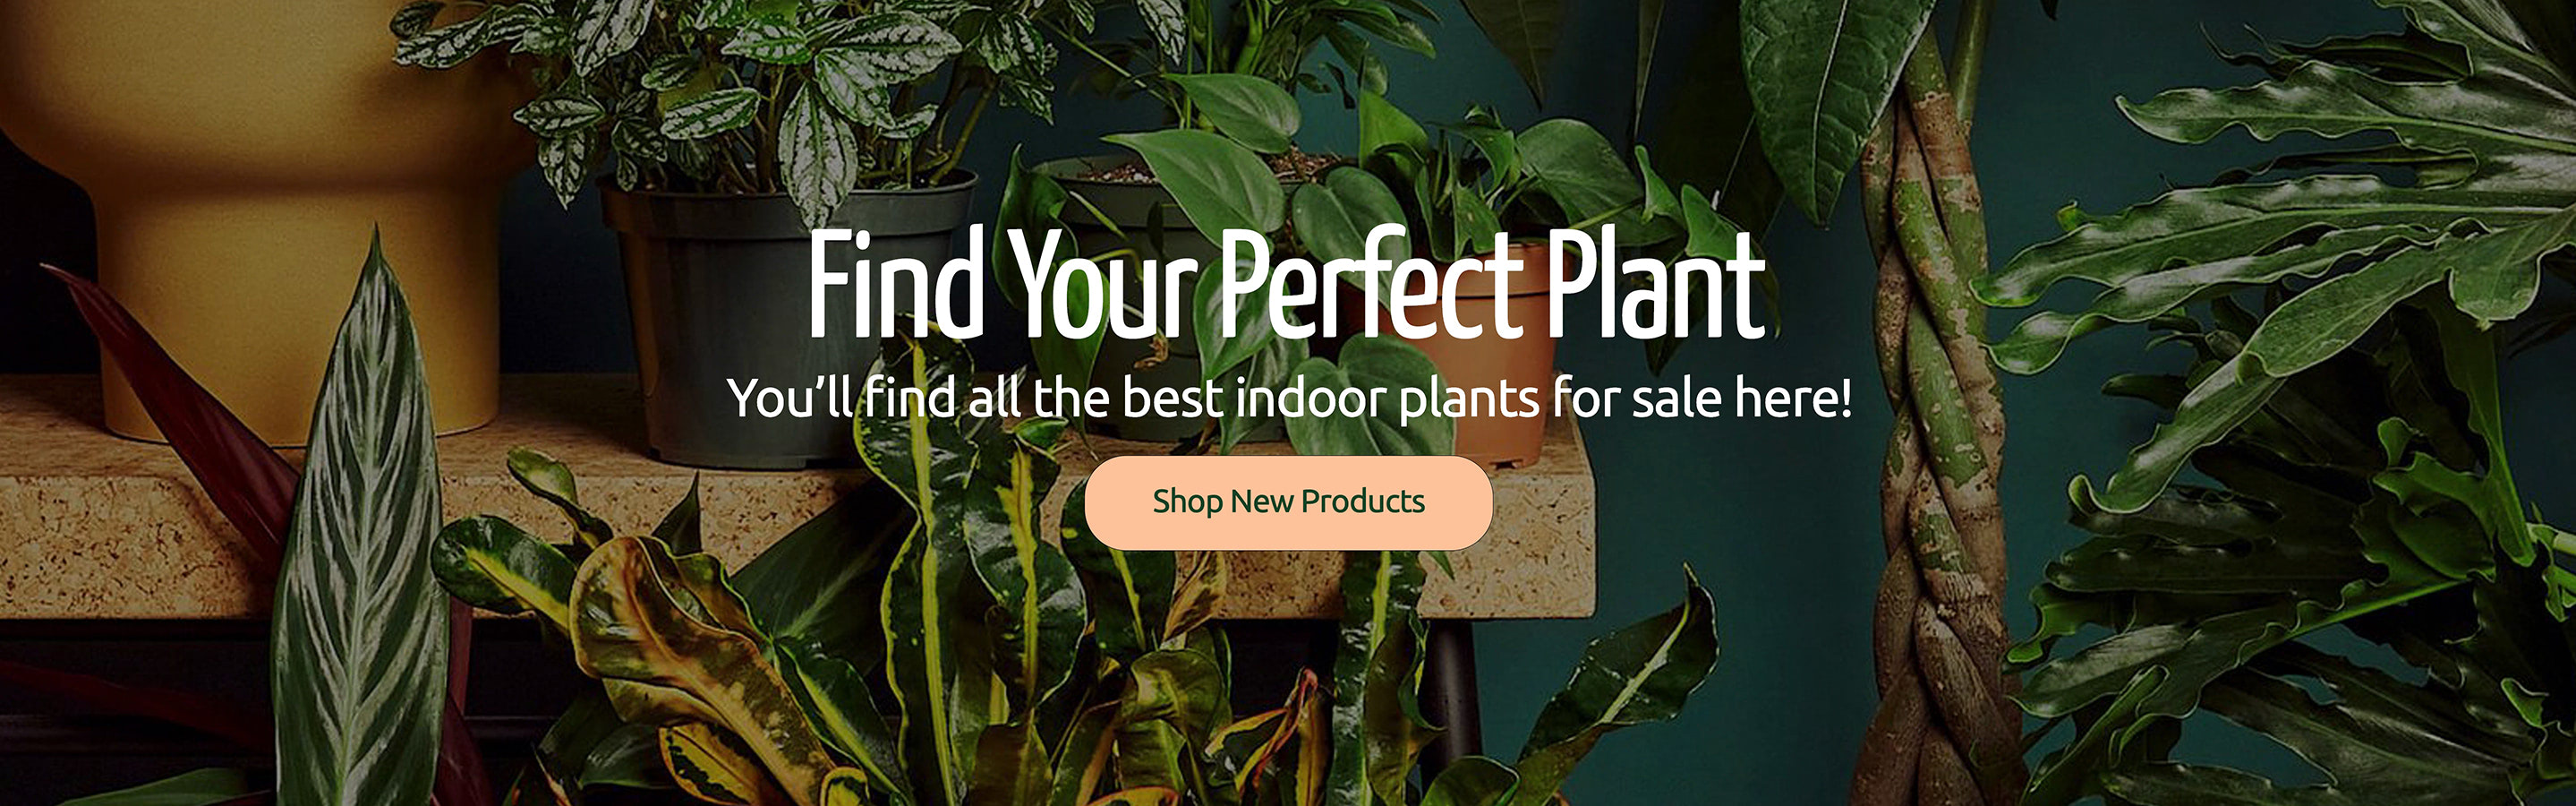 Find Your Perfect Plant
You’ll find all the best indoor plants for sale here!
Shop New Products